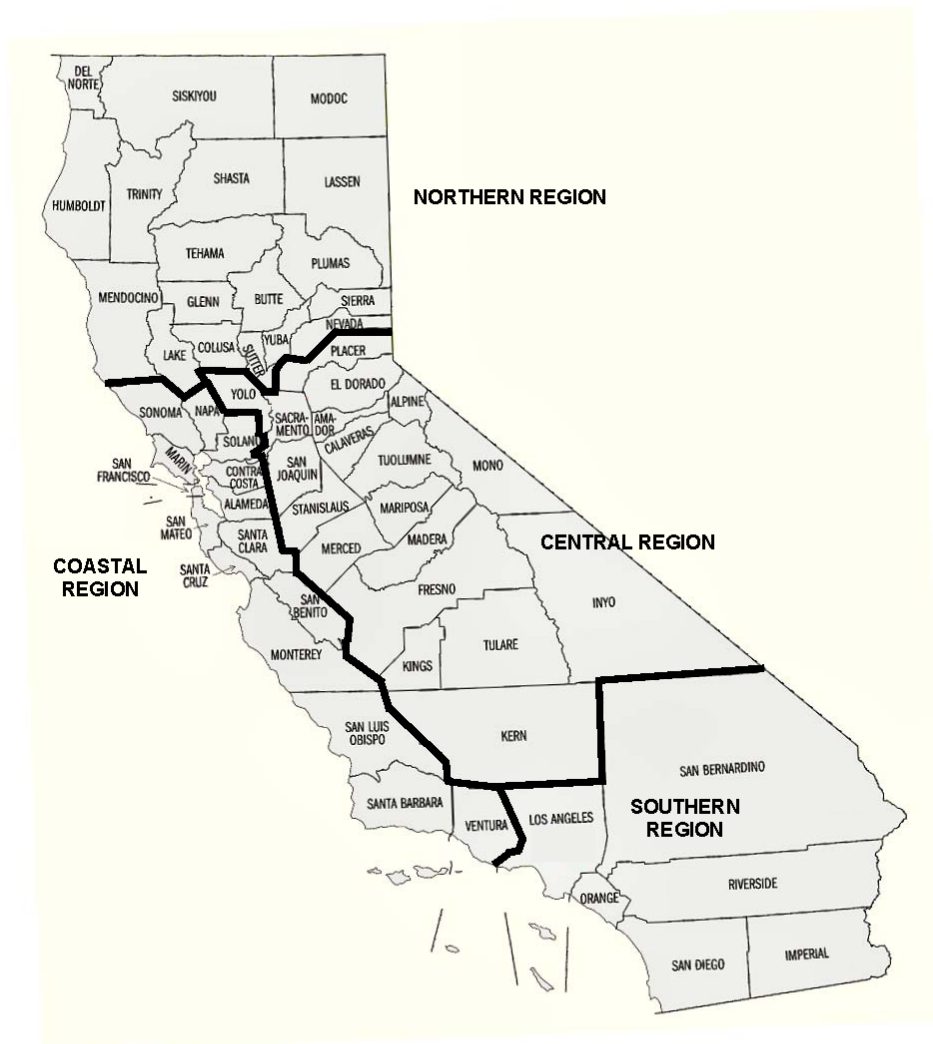 DEL
NORTE
SISKIYOU
MODOC
HUMBOLDT
TRINITY
SHASTA
LASSEN
NORTHERN REGION
TEHAMA
PLUMAS
MENDOCINO
GLENN
BUTTE
SIERRA
NEVADA
YUBA
COLUSA
SUTTER
LAKE
PLACER
EL DORADO
YOLO
ALPINE
SONOMA
NAPA
SACRA-
MENTO
AMA-
DOR
SOLAN
CALAVERAS
MARIN
SAN
FRANCISCO
CONTRA
COSTA
SAN
JOAQUIN
TUOLUMNE
MONO
ALAMEDA
STANISLAUS
MARIPOSA
SAN
MATEO
SANTA
CLARA
MERCED
MADERA
CENTRAL REGION
COASTAL
REGION
SANTA
CRUZ
FRESNO
SAN
BENITO
INYO
MONTEREY
KINGS
TULARE
SAN LUIS
OBISPO
KERN
SAN BERNARDINO
SANTA BARBARA
VENTURA
LOS ANGELES
SOUTHERN
REGION
ORANGE
RIVERSIDE
SAN DIEGO
IMPERIAL